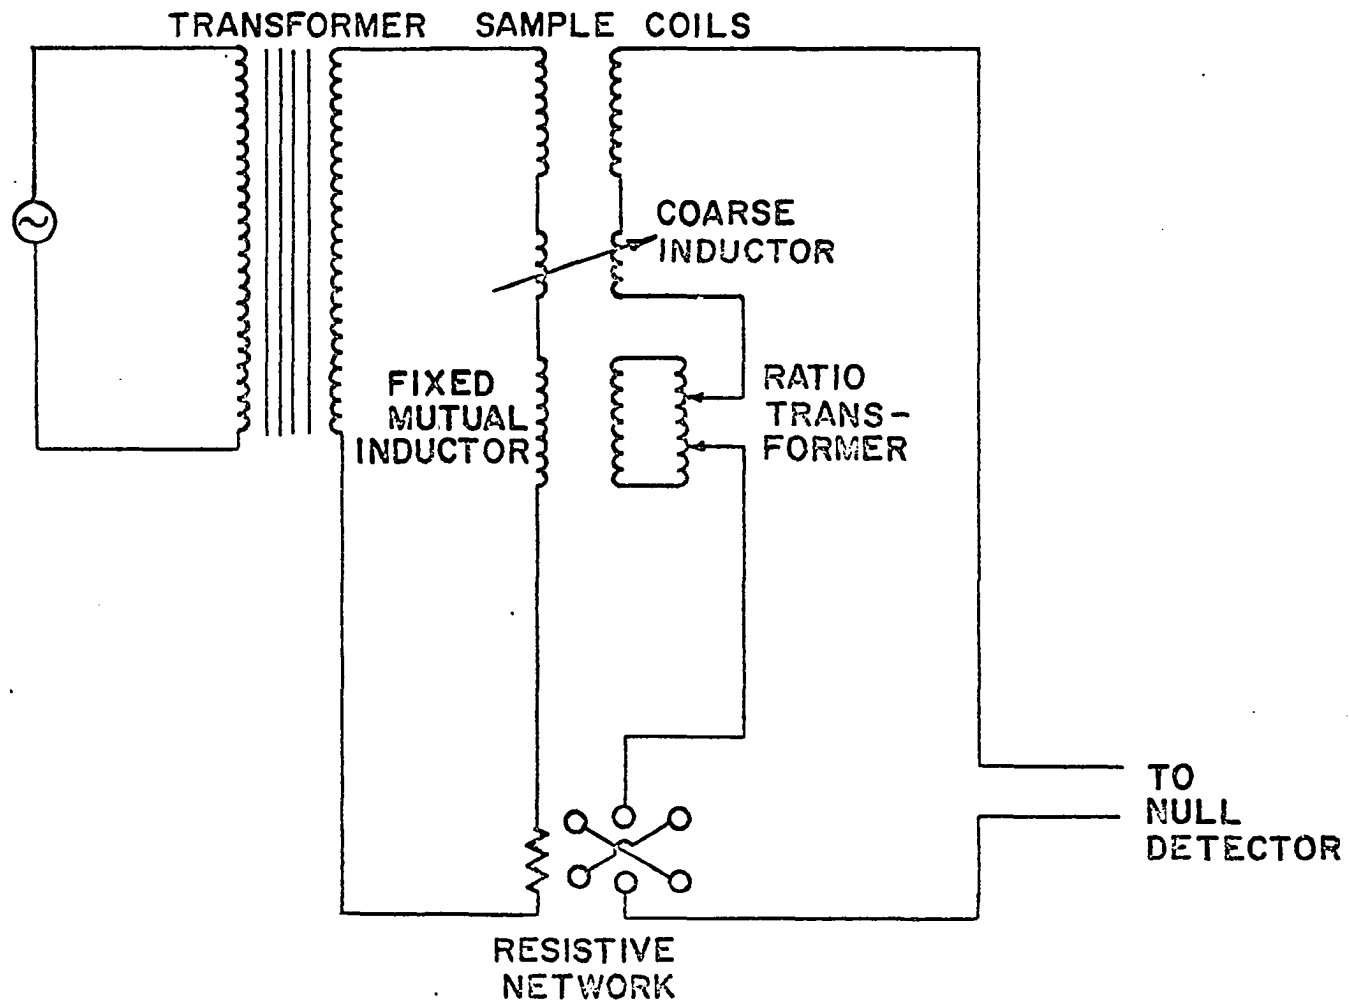 TRANSFORMER SAMPLE COILS
COARSE
INDUCTOR
FIXED
MUTUAL
INDUCTOR
RATIO
TRANS-
FORMER
TO
NULL
DETECTOR
RESISTIVE
NETWORK